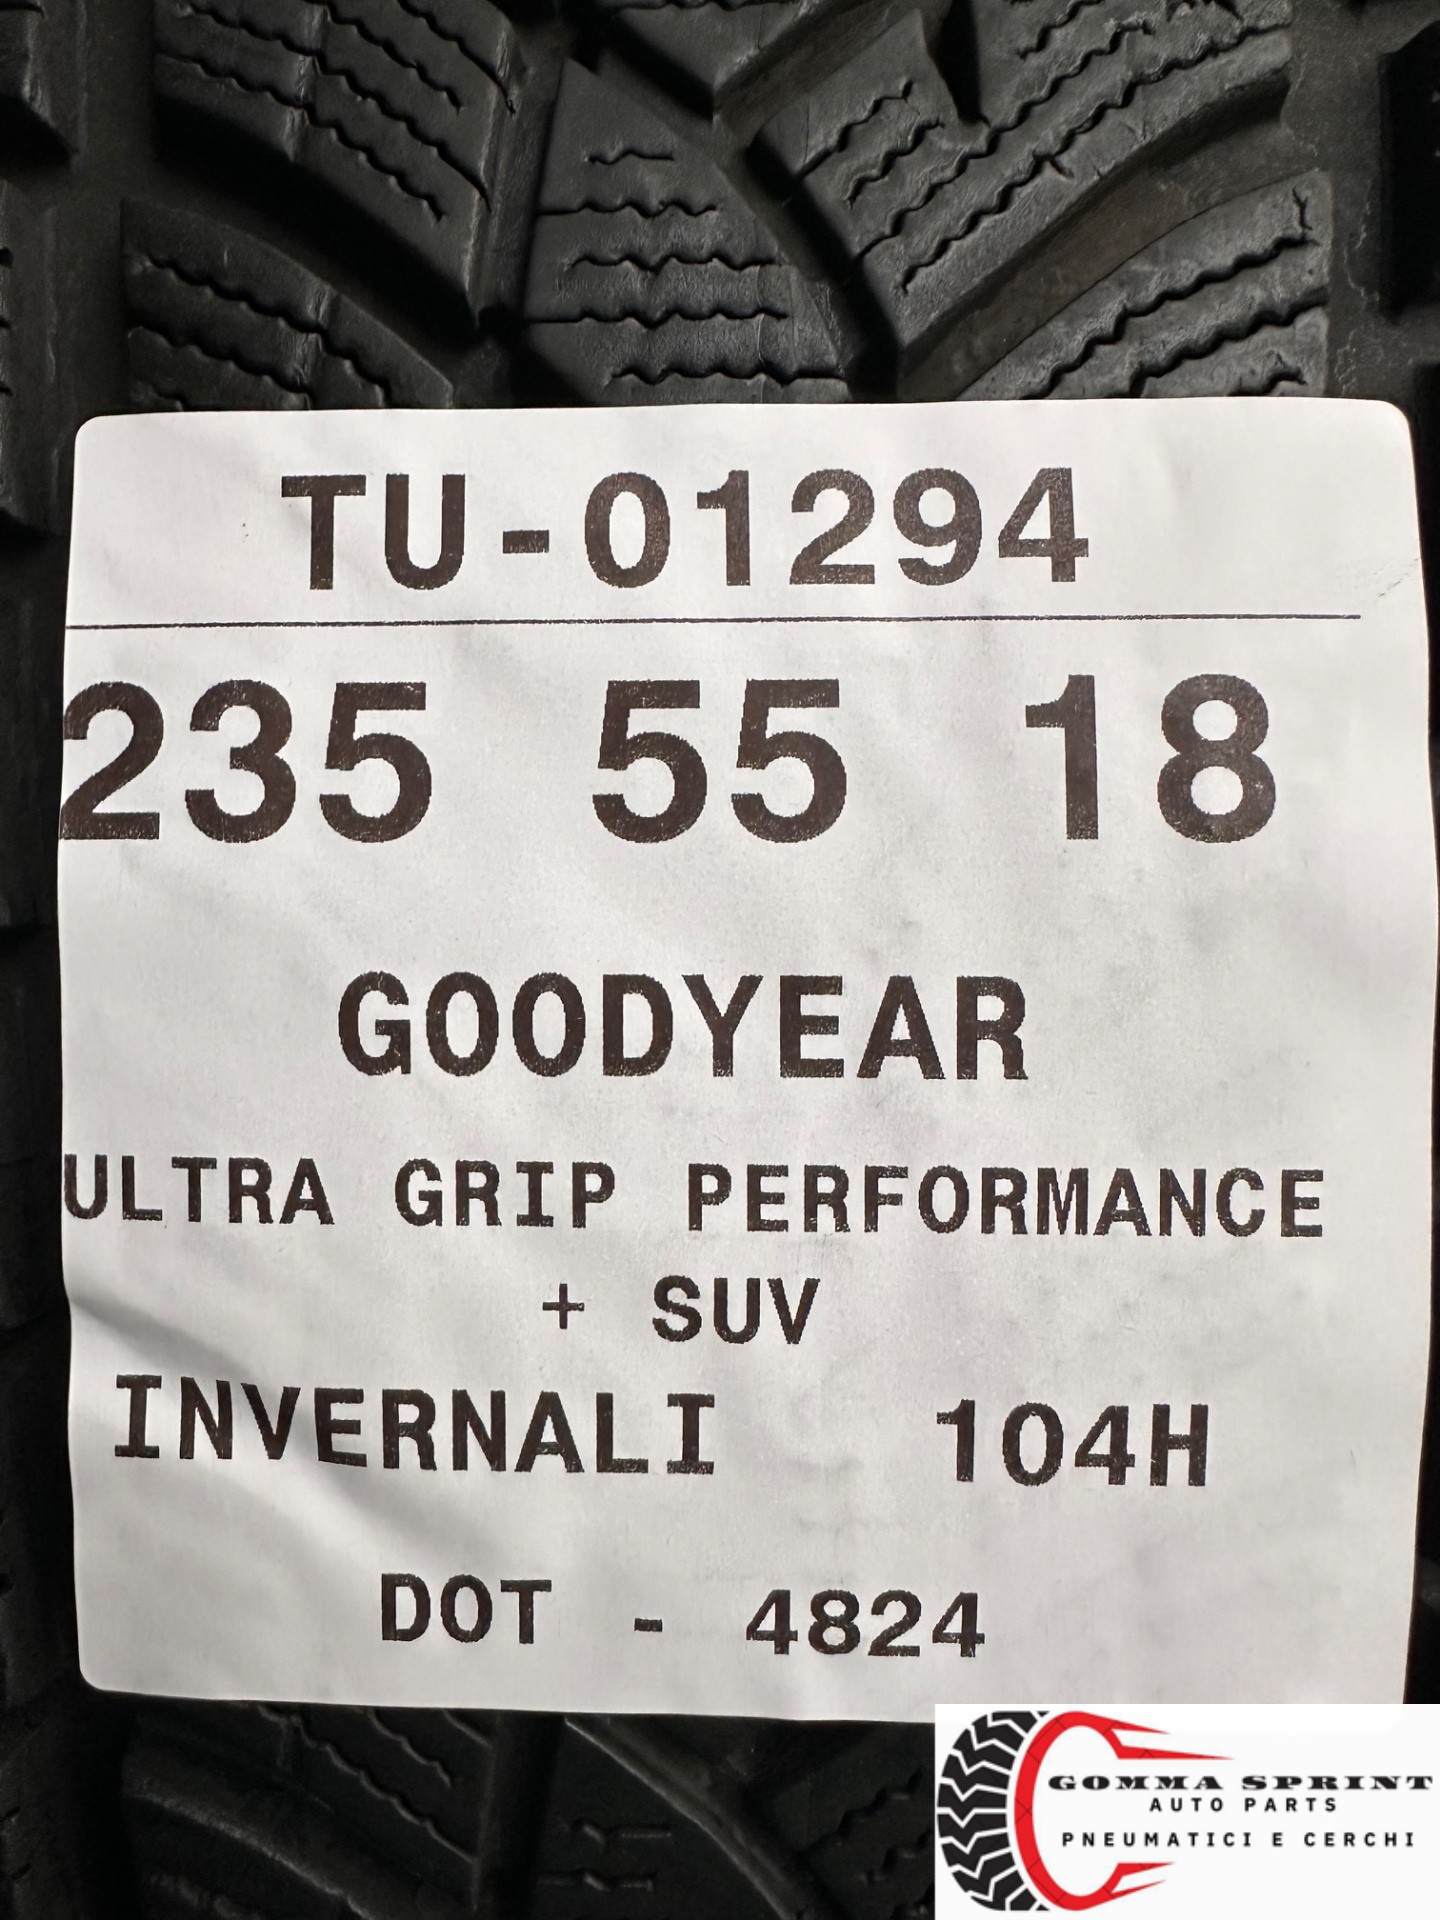 TU-01294
235 55 18
GOODYEAR
ULTRA GRIP PERFORMANCE
+ SUV
INVERNALI 104H
DOT - 4824
GOMMA SPRINT
AUTO PARTS
PNEUMATICI E CERCHI